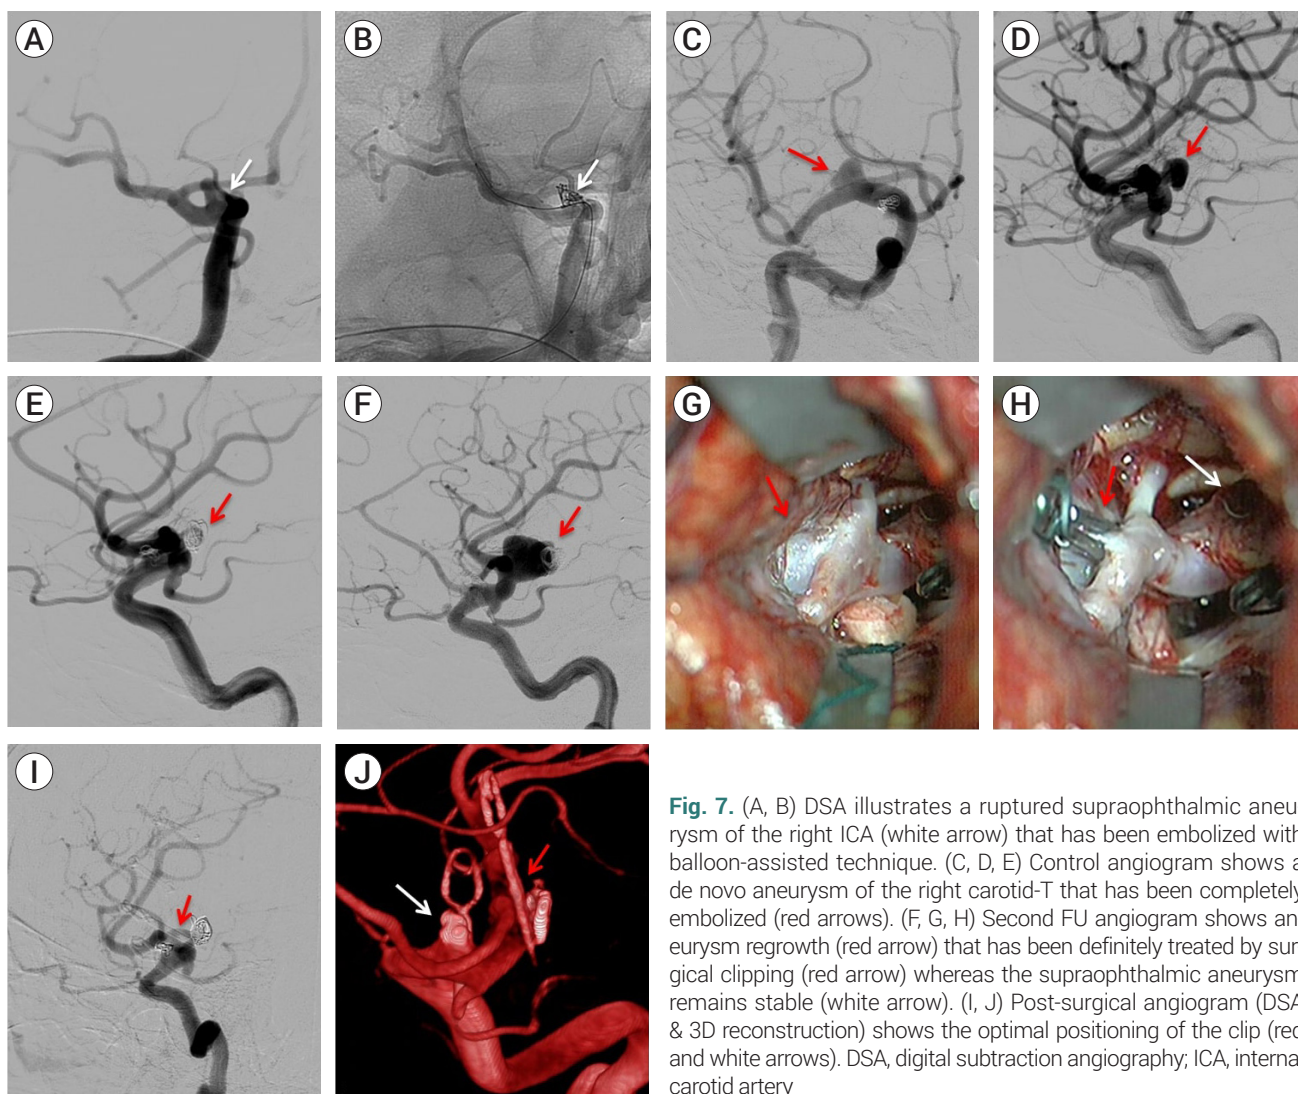 A
B
C
D
E
F
G
H
I
J
Fig. 7. (A, B) DSA illustrates a ruptured supraophthalmic aneu
rysm of the right ICA (white arrow) that has been embolized with
balloon-assisted technique. (C, D, E) Control angiogram shows a
de novo aneurysm of the right carotid-T that has been completely
embolized (red arrows). (F, G, H) Second FU angiogram shows an
eurysm regrowth (red arrow) that has been definitely treated by sur
gical clipping (red arrow) whereas the supraophthalmic aneurysm
remains stable (white arrow). (I, J) Post-surgical angiogram (DSA
& 3D reconstruction) shows the optimal positioning of the clip (red
and white arrows). DSA, digital subtraction angiography; ICA, interna
carotid artery